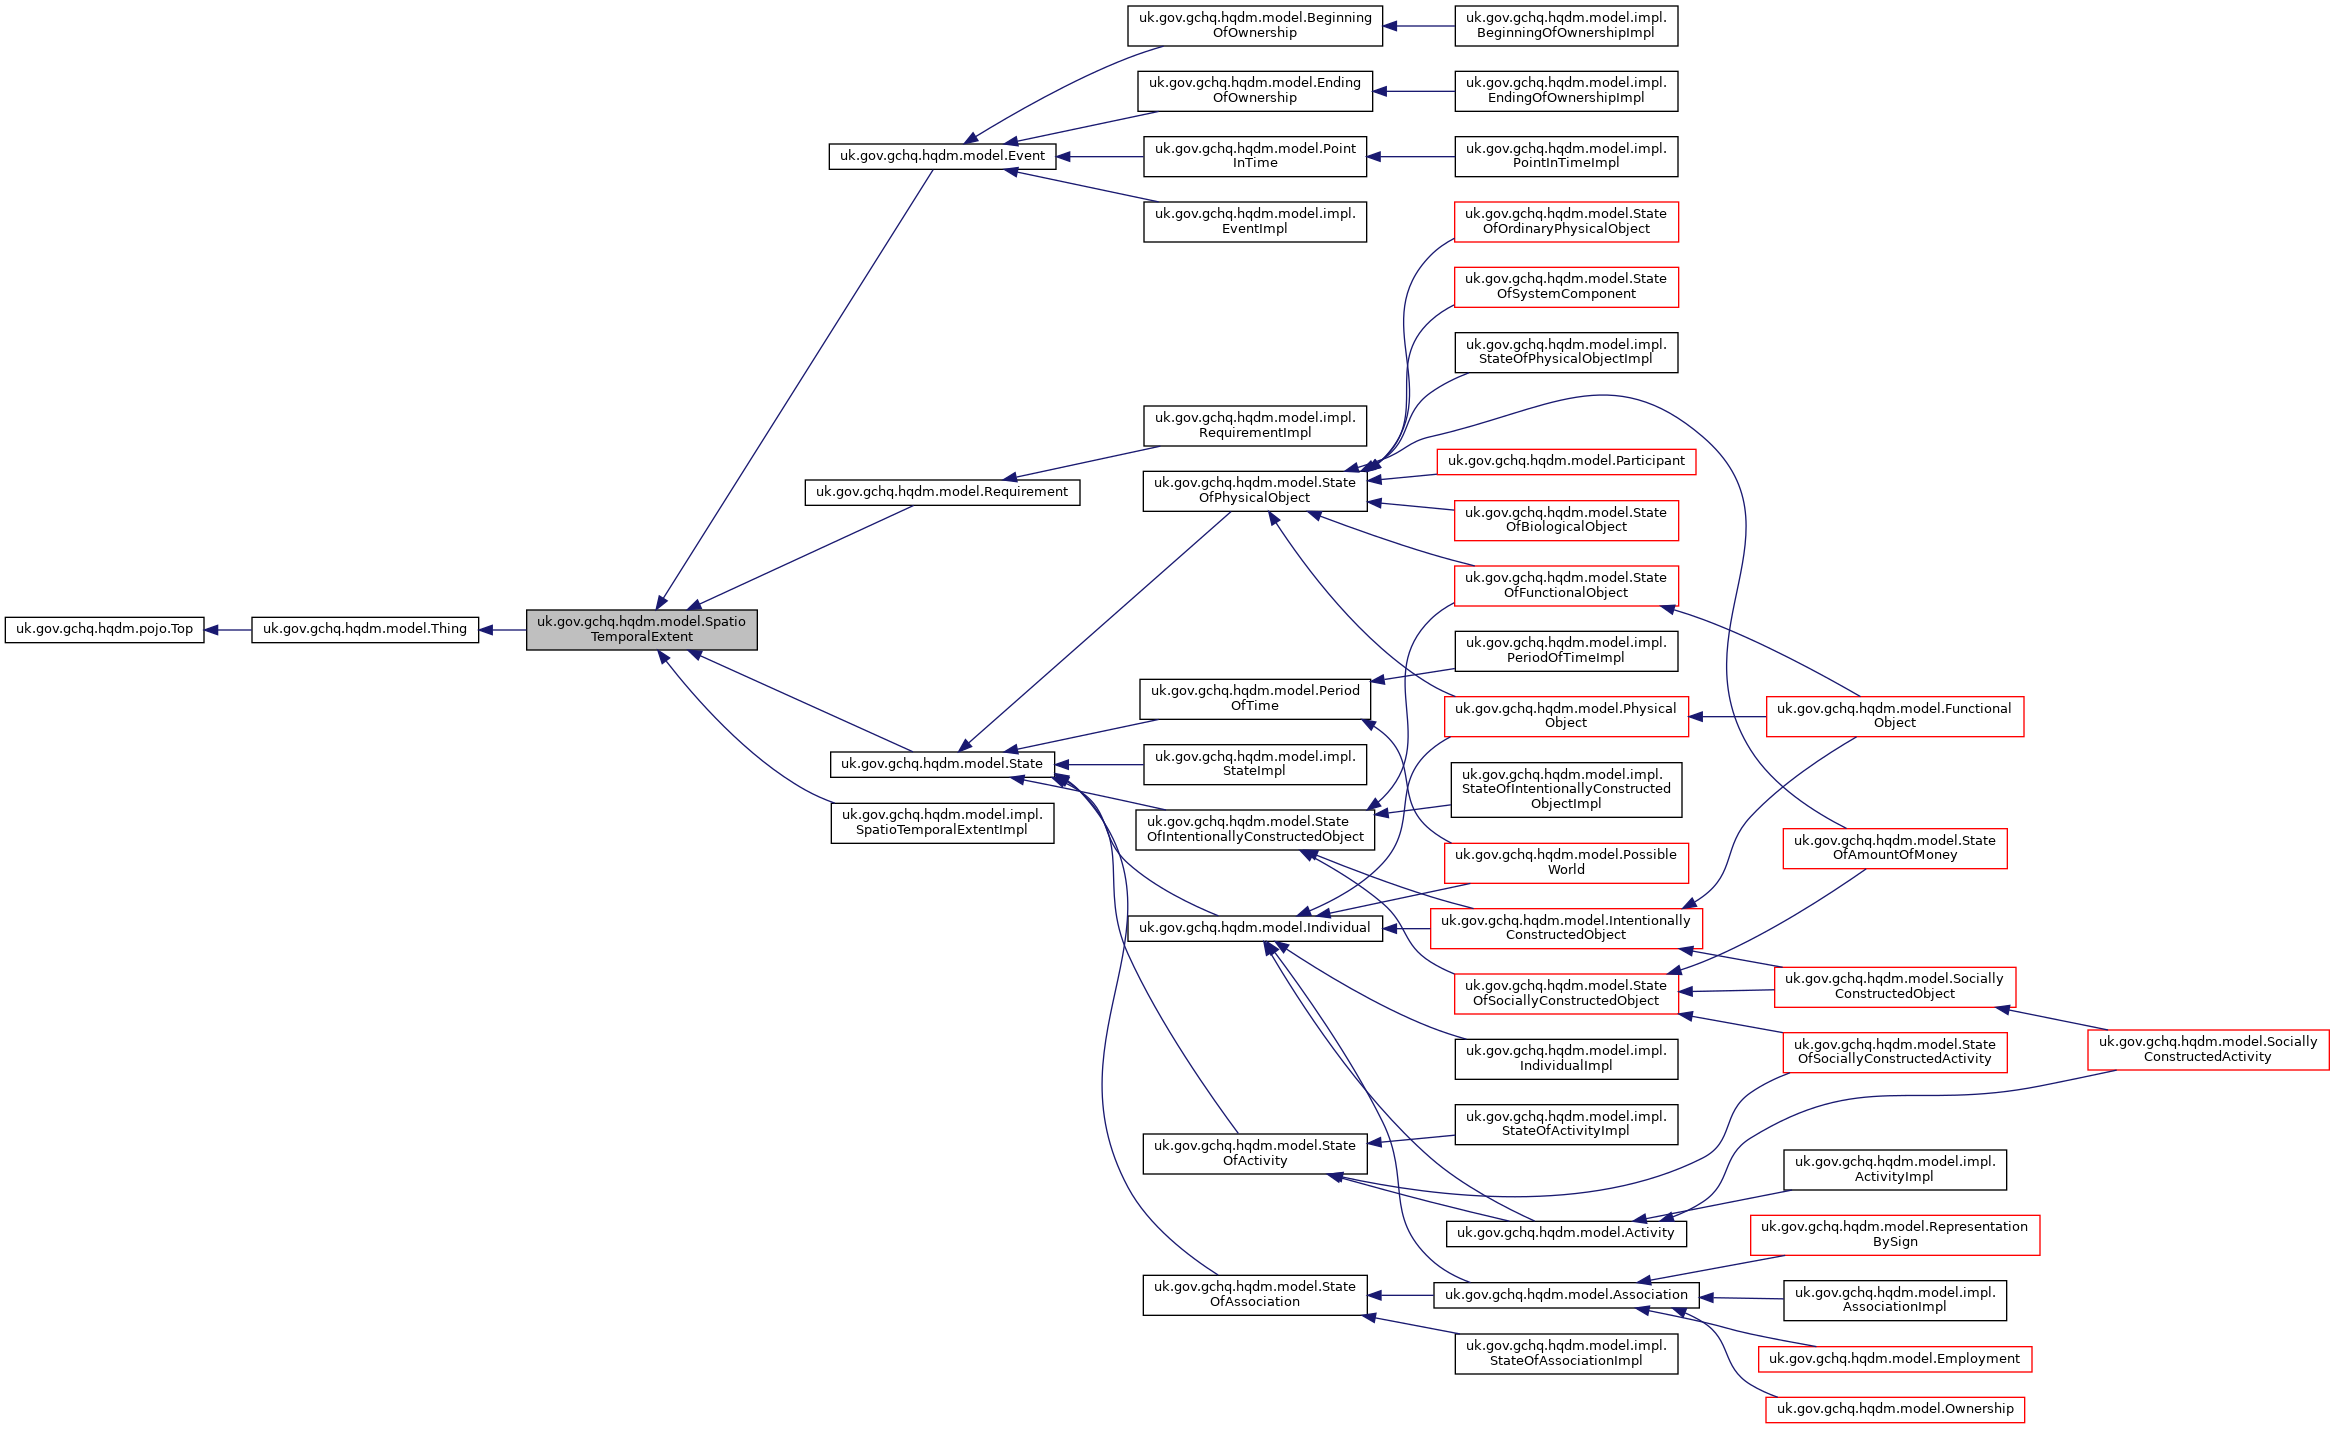 uk.gov.gchq.hqdm.pojo.Top
uk.gov.gchq.hqdm.model.Thing
uk.gov.gchq.hqdm.model.Spatio
TemporalExtent
uk.gov.gchq.hqdm.model.Event
uk.gov.gchq.hqdm.model.Requirement
uk.gov.gchq.hqdm.model.State
uk.gov.gchq.hqdm.model.impl.
SpatioTemporalExtentImpl
uk.gov.gchq.hqdm.model.Beginning
OfOwnership
uk.gov.gchq.hqdm.model.Ending
OfOwnership
uk.gov.gchq.hqdm.model.Point
InTime
uk.gov.gchq.hqdm.model.impl.
EventImpl
uk.gov.gchq.hqdm.model.impl.
RequirementImpl
uk.gov.gchq.hqdm.model.State
OfPhysicalObject
uk.gov.gchq.hqdm.model.Period
OfTime
uk.gov.gchq.hqdm.model.impl.
StateImpl
uk.gov.gchq.hqdm.model.State
OfIntentionallyConstructedObject
uk.gov.gchq.hqdm.model.Individual
uk.gov.gchq.hqdm.model.State
OfActivity
uk.gov.gchq.hqdm.model.State
OfAssociation
uk.gov.gchq.hqdm.model.impl.
BeginningOfOwnershipImpl
uk.gov.gchq.hqdm.model.impl.
EndingOfOwnershipImpl
uk.gov.gchq.hqdm.model.impl.
PointInTimeImpl
uk.gov.gchq.hqdm.model.State
OfOrdinaryPhysicalObject
uk.gov.gchq.hqdm.model.State
OfSystemComponent
uk.gov.gchq.hqdm.model.impl.
StateOfPhysicalObjectImpl
uk.gov.gchq.hqdm.model.Participant
uk.gov.gchq.hqdm.model.State
OfBiologicalObject
uk.gov.gchq.hqdm.model.State
OfFunctionalObject
uk.gov.gchq.hqdm.model.impl.
PeriodOfTimeImpl
uk.gov.gchq.hqdm.model.Physical
Object
uk.gov.gchq.hqdm.model.impl.
StateOfIntentionallyConstructed
ObjectImpl
uk.gov.gchq.hqdm.model.Possible
World
uk.gov.gchq.hqdm.model.Intentionally
ConstructedObject
uk.gov.gchq.hqdm.model.State
OfSociallyConstructedObject
uk.gov.gchq.hqdm.model.impl.
IndividualImpl
uk.gov.gchq.hqdm.model.impl.
StateOfActivityImpl
uk.gov.gchq.hqdm.model.Activity
uk.gov.gchq.hqdm.model.Association
uk.gov.gchq.hqdm.model.impl.
StateOfAssociationImpl
uk.gov.gchq.hqdm.model.Functional
Object
uk.gov.gchq.hqdm.model.State
OfAmountOfMoney
uk.gov.gchq.hqdm.model.Socially
ConstructedObject
uk.gov.gchq.hqdm.model.State
OfSociallyConstructedActivity
uk.gov.gchq.hqdm.model.impl.
ActivityImpl
uk.gov.gchq.hqdm.model.Representation
BySign
uk.gov.gchq.hqdm.model.impl.
AssociationImpl
uk.gov.gchq.hqdm.model.Employment
uk.gov.gchq.hqdm.model.Ownership
uk.gov.gchq.hqdm.model.Socially
ConstructedActivity